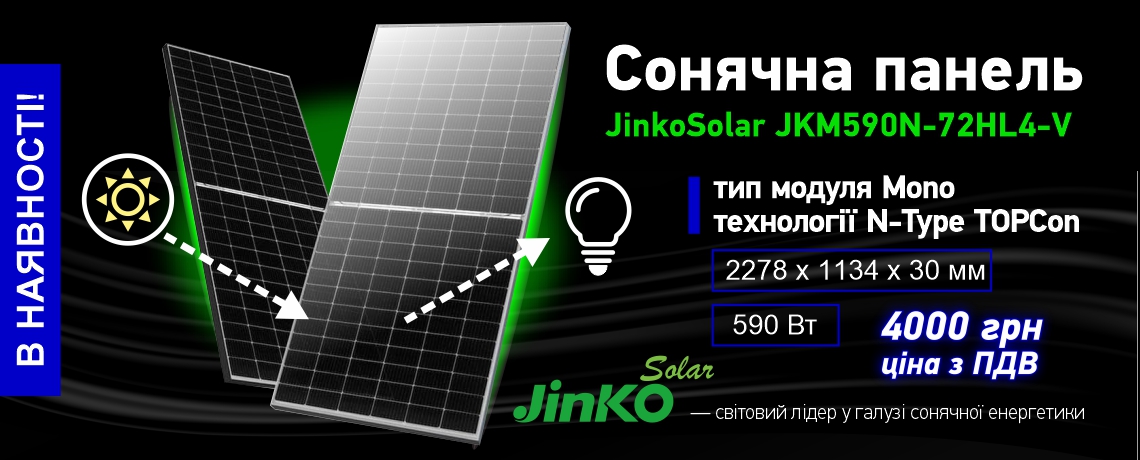 В НАЯВНОСТІ!
Сонячна панель
JinkoSolar JKM590N-72HL4-V
тип модуля Mono
технології N-Type TOPCon
2278 x 1134 x 30 мм
590 Вт
4000 грн
ціна з ПДВ
Solar
JinKO
— світовий лідер у галузі сонячної енергетики